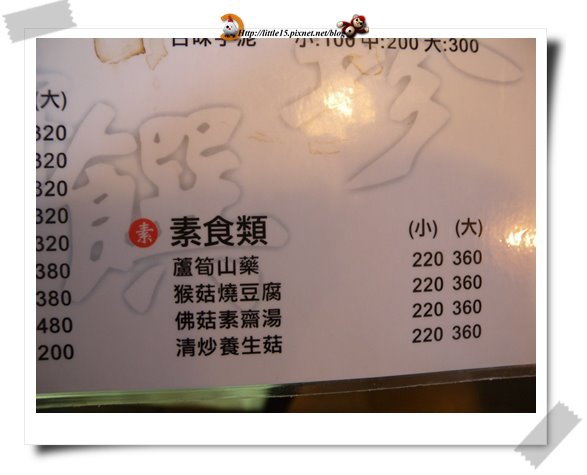 Http://little15.pixnet.net/blog
小:100 中:200 大:300
(大)
320
320
320
320
320
380
380
480
200
素 素食類 (小) (大)
蘆筍山藥 220 360
猴菇燒豆腐 220 360
佛菇素齋湯 220 360
清炒養生菇 220 360